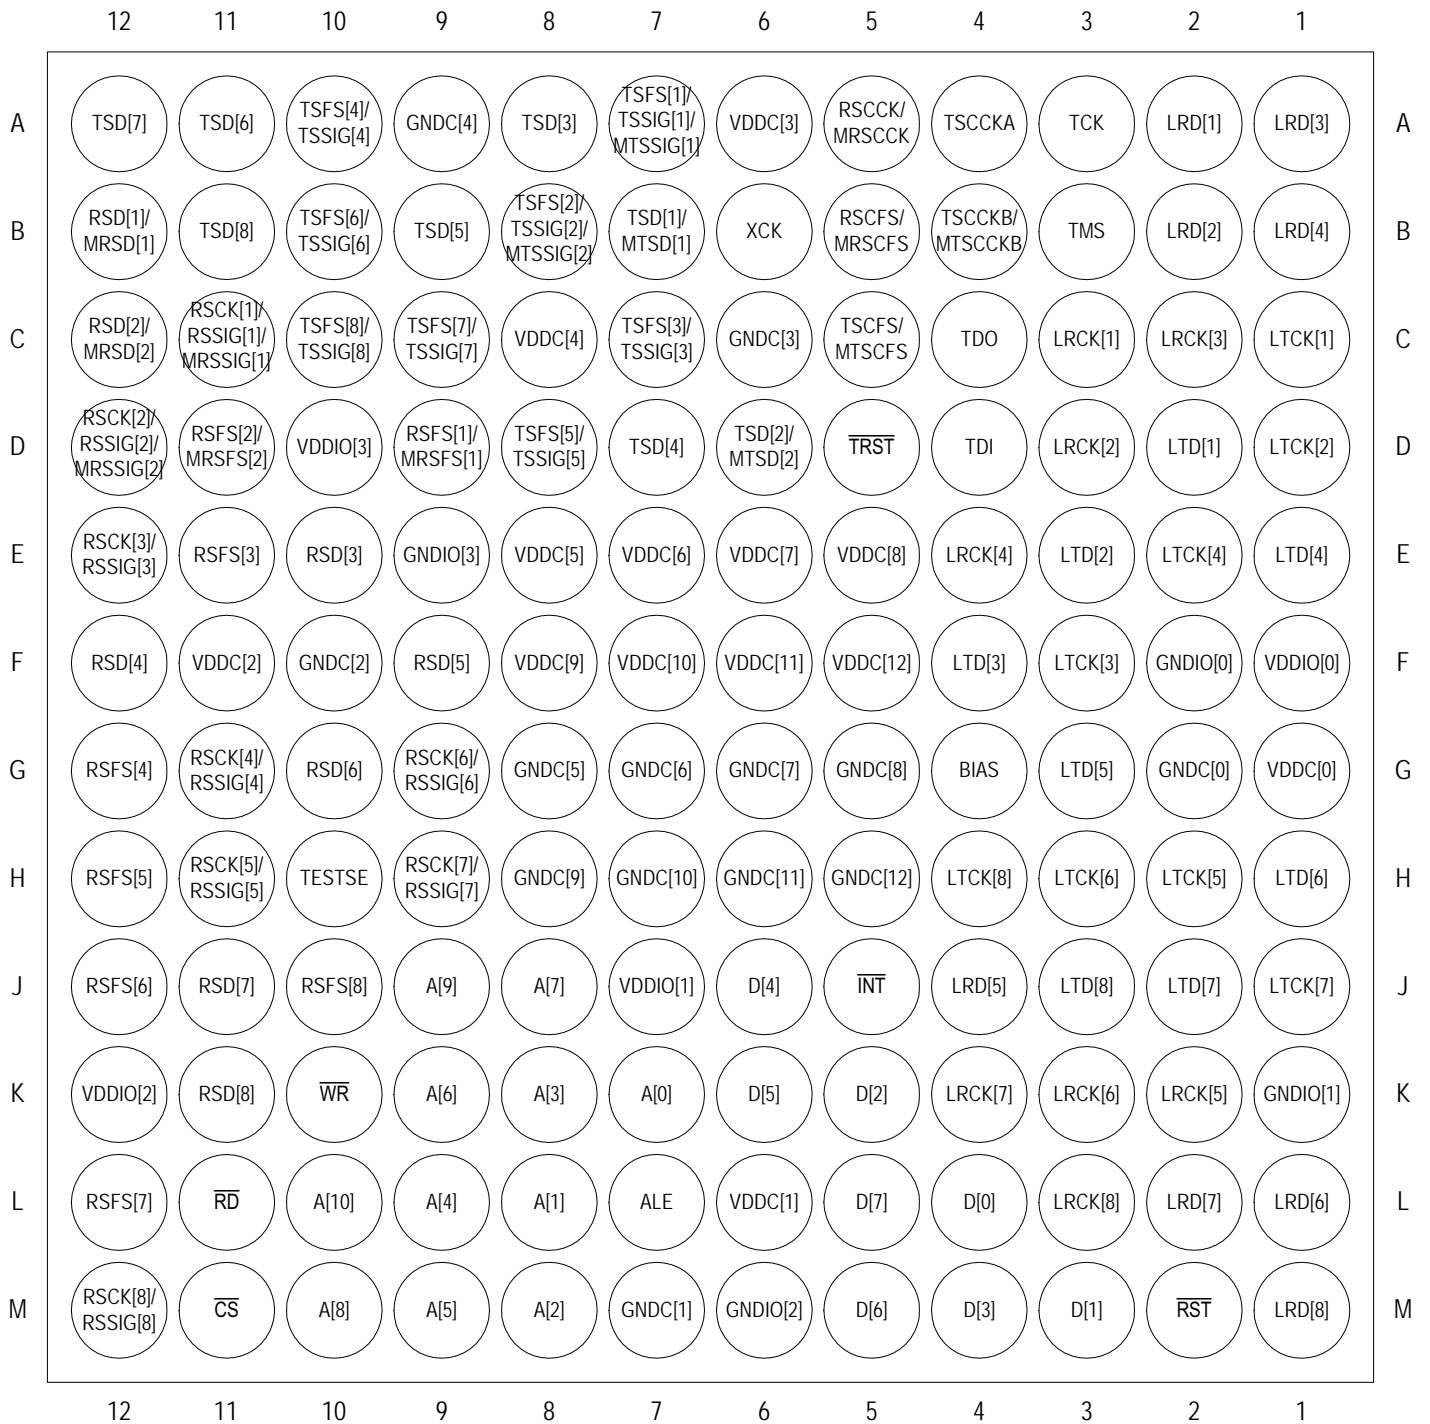 12 11 10 9 8 7 6 5 4 3 2 1
A TSD[7] TSD[6] TSFS[4]/ TSSIG[4] GNDC[4] TSD[3] TSFS[1]/ TSSIG[1]/ MTSSIG[1] VDDC[3] RSCCK/ MRSCCK TSCCKA TCK LRD[1] LRD[3] A
B RSD[1]/ MRSD[1] TSD[8] TSFS[6]/ TSSIG[6] TSD[5] TSFS[2]/ TSSIG[2]/ MTSSIG[2] TSD[1]/ MTSD[1] XCK RSCFS/ MRSCFS TSCCKB/ MTSCCKB TMS LRD[2] LRD[4] B
C RSD[2]/ MRSD[2] RSCK[1]/ RSSIG[1]/ MRSSIG[1] TSFS[8]/ TSSIG[8] TSFS[7]/ TSSIG[7] VDDC[4] TSFS[3]/ TSSIG[3] GNDC[3] TSCFS/ MTSCFS TDO LRCK[1] LRCK[3] LTCK[1] C
D RSCK[2]/ RSSIG[2]/ MRSSIG[2] RSFS[2]/ MRSFS[2] VDDIO[3] RSFS[1]/ MRSFS[1] TSFS[5]/ TSSIG[5] TSD[4] TSD[2]/ MTSD[2] TRST TDI LRCK[2] LTD[1] LTCK[2] D
E RSCK[3]/ RSSIG[3] RSFS[3] RSD[3] GNDIO[3] VDDC[5] VDDC[6] VDDC[7] VDDC[8] LRCK[4] LTD[2] LTCK[4] LTD[4] E
F RSD[4] VDDC[2] GNDC[2] RSD[5] VDDC[9] VDDC[10] VDDC[11] VDDC[12] LTD[3] LTCK[3] GNDIO[0] VDDIO[0] F
G RSFS[4] RSCK[4]/ RSSIG[4] RSD[6] RSCK[6]/ RSSIG[6] GNDC[5] GNDC[6] GNDC[7] GNDC[8] BIAS LTD[5] GNDC[0] VDDC[0] G
H RSFS[5] RSCK[5]/ RSSIG[5] TESTSE RSCK[7]/ RSSIG[7] GNDC[9] GNDC[10] GNDC[11] GNDC[12] LTCK[8] LTCK[6] LTCK[5] LTD[6] H
J RSFS[6] RSD[7] RSFS[8] A[9] A[7] VDDIO[1] D[4] INT LRD[5] LTD[8] LTD[7] LTCK[7] J
K VDDIO[2] RSD[8] WR A[6] A[3] A[0] D[5] D[2] LRCK[7] LRCK[6] LRCK[5] GNDIO[1] K
L RSFS[7] RD A[10] A[4] A[1] ALE VDDC[1] D[7] D[0] LRCK[8] LRD[7] LRD[6] L
M RSCK[8]/ RSSIG[8] CS A[8] A[5] A[2] GNDC[1] GNDIO[2] D[6] D[3] D[1] RST LRD[8] M
12 11 10 9 8 7 6 5 4 3 2 1